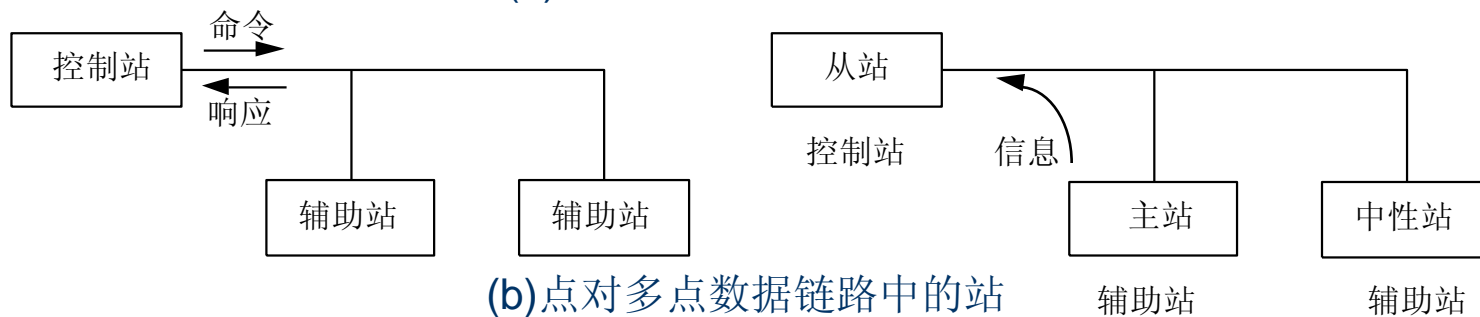 命令
控制站
响应
辅助站
辅助站
从站
控制站
信息
主站
中性站
辅助站
辅助站
(b)点对多点数据链路中的站